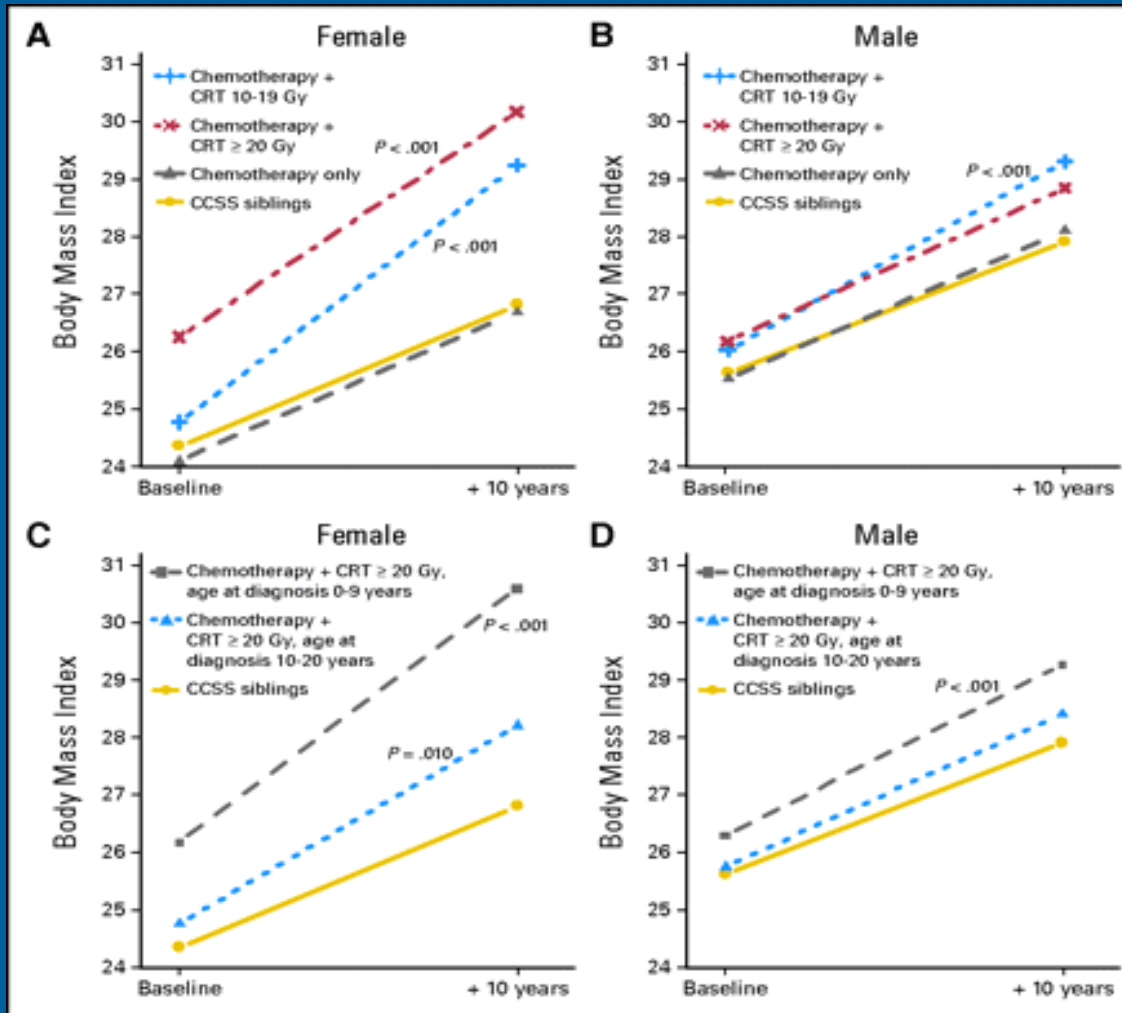 A
Female
31
30
29
28
27
26
25
24
Body Mass Index
Chemotherapy +
CRT 10-19 Gy
Chemotherapy +
CRT ≥ 20 Gy
Chemotherapy only
CCSS siblings
P < .001
P < .001
Baseline
+ 10 years
B
Male
31
30
29
28
27
26
25
24
Body Mass Index
Chemotherapy +
CRT 10-19 Gy
Chemotherapy +
CRT ≥ 20 Gy
Chemotherapy only
CCSS siblings
P < .001
Baseline
+ 10 years
C
Female
31
30
29
28
27
26
25
24
Body Mass Index
Chemotherapy + CRT ≥ 20 Gy,
age at diagnosis 0-9 years
Chemotherapy +
CRT ≥ 20 Gy, age at
diagnosis 10-20 years
CCSS siblings
P < .001
P = .010
Baseline
+ 10 years
D
Male
31
30
29
28
27
26
25
24
Body Mass Index
Chemotherapy + CRT ≥ 20 Gy,
age at diagnosis 0-9 years
Chemotherapy +
CRT ≥ 20 Gy, age at
diagnosis 10-20 years
CCSS siblings
P < .001
Baseline
+ 10 years